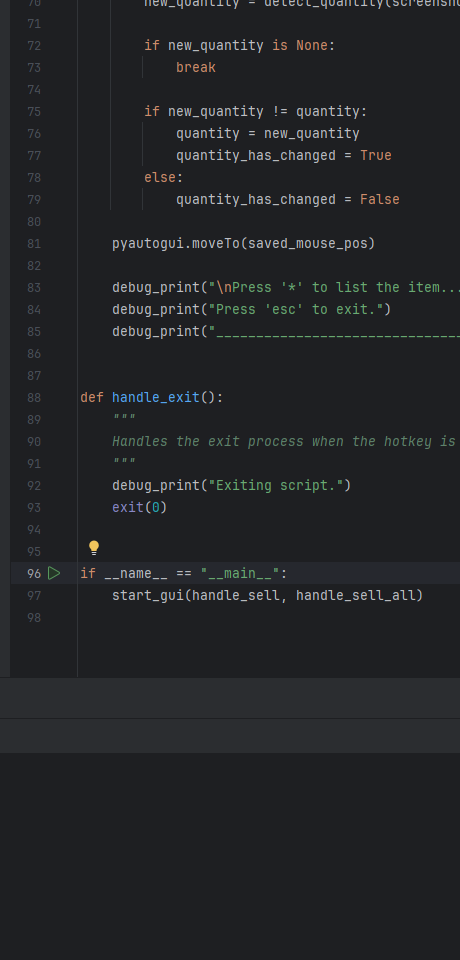 70 new_quantity = detect_quantity(
71
72 if new_quantity is None:
73 break
74
75 if new_quantity != quantity:
76 quantity = new_quantity
77 quantity_has_changed = True
78 else:
79 quantity_has_changed = False
80
81 pyautogui.moveTo(saved_mouse_pos)
82
83 debug_print("\nPress '*' to list the item...
84 debug_print("Press 'esc' to exit.")
85 debug_print("_______________________________
86
87
88 def handle_exit():
89 """
90 Handles the exit process when the hotkey is
91 """
92 debug_print("Exiting script.")
93 exit(0)
94
95
96 if __name__ == "__main__":
97 start_gui(handle_sell, handle_sell_all)
98